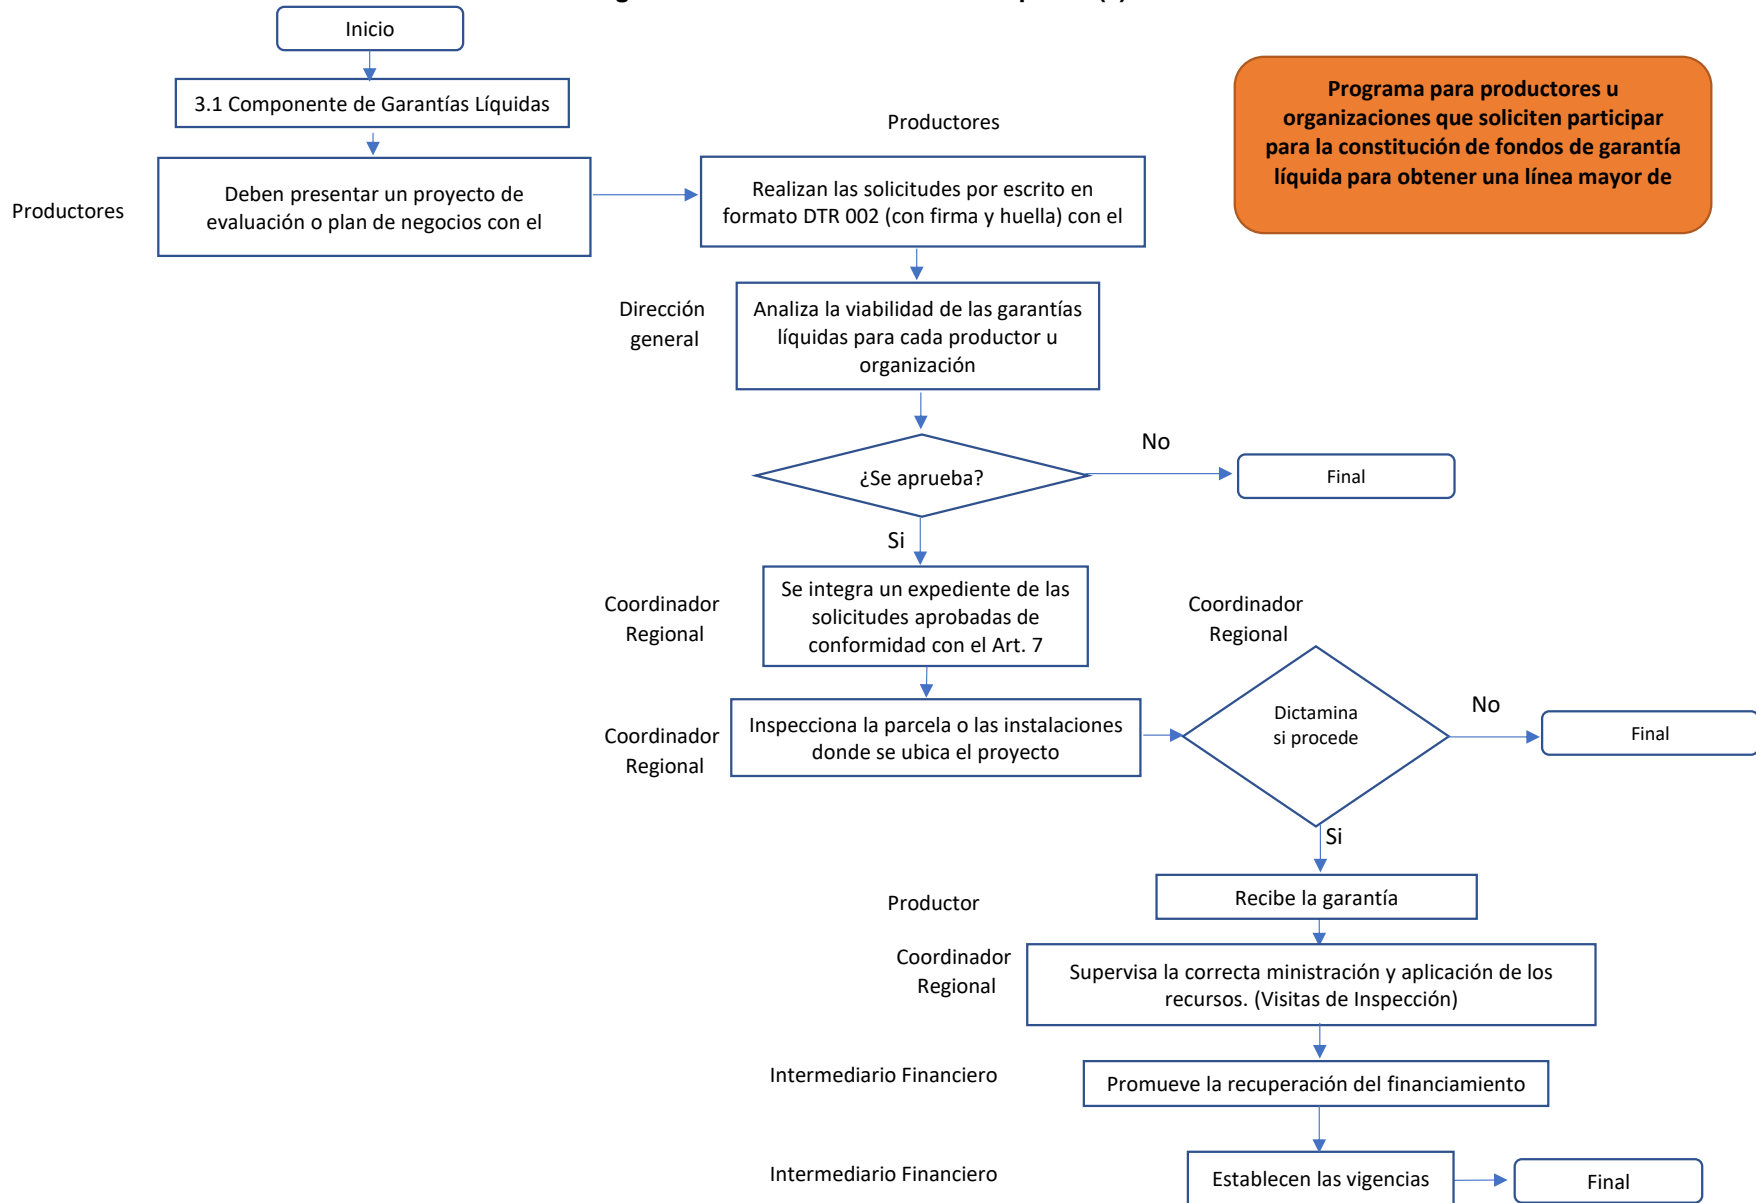 Inicio
3.1 Componente de Garantías Líquidas
Programa para productores u
organizaciones que soliciten participar
para la constitución de fondos de garantía
líquida para obtener una línea mayor de
Productores
Productores
Deben presentar un proyecto de
evaluación o plan de negocios con el
Realizan las solicitudes por escrito en
formato DTR 002 (con firma y huella) con el
Dirección
general
Analiza la viabilidad de las garantías
líquidas para cada productor u
organización
¿Se aprueba?
No
Final
Si
Coordinador
Regional
Se integra un expediente de las
solicitudes aprobadas de
conformidad con el Art. 7
Coordinador
Regional
Coordinador
Regional
Inspecciona la parcela o las instalaciones
donde se ubica el proyecto
Dictamina
si procede
No
Final
Si
Productor
Recibe la garantía
Coordinador
Regional
Supervisa la correcta ministración y aplicación de los
recursos. (Visitas de Inspección)
Intermediario Financiero
Promueve la recuperación del financiamiento
Intermediario Financiero
Establecen las vigencias
Final